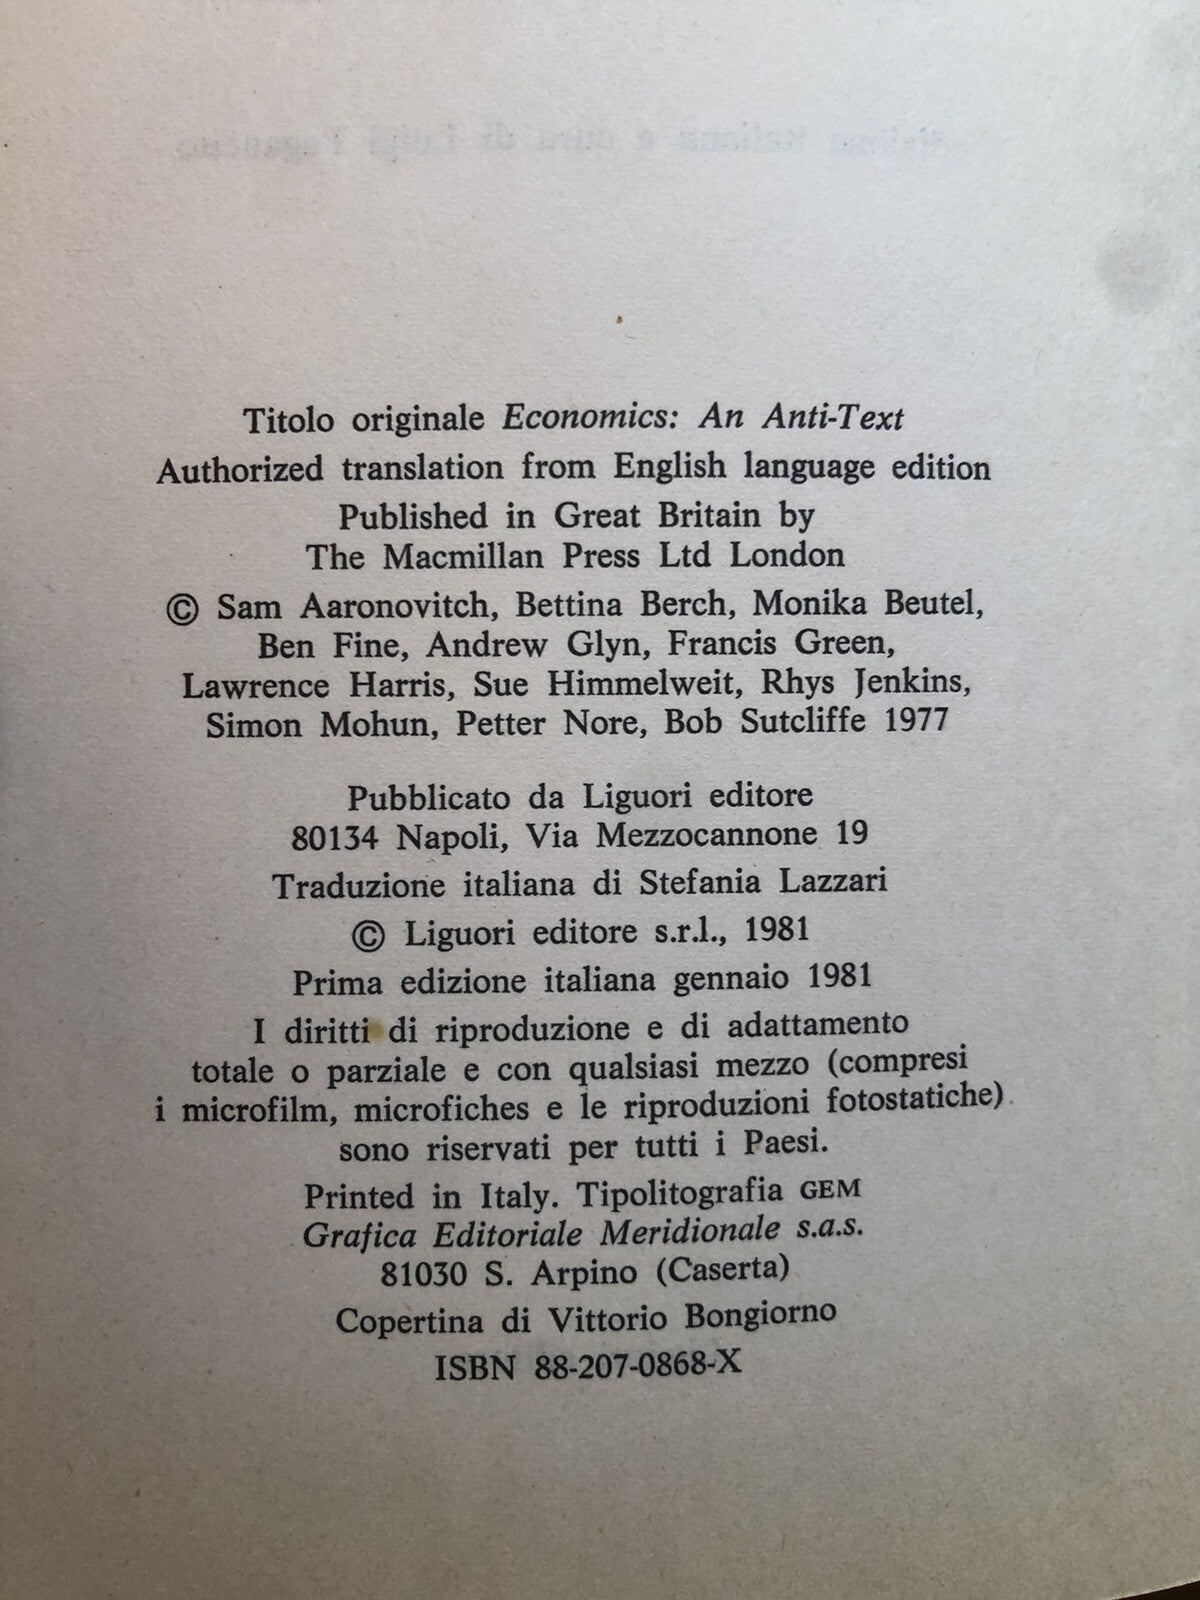 Titolo originale Economics: An Anti-Text
Authorized translation from English language edition
Published in Great Britain by
The Macmillan Press Ltd London
© Sam Aaronovitch, Bettina Berch, Monika Beutel,
Ben Fine, Andrew Glyn, Francis Green,
Lawrence Harris, Sue Himmelweit, Rhys Jenkins,
Simon Mohun, Petter Nore, Bob Sutcliffe 1977
Pubblicato da Liguori editore
80134 Napoli, Via Mezzocannone 19
Traduzione italiana di Stefania Lazzari
© Liguori editore s.r.l., 1981
Prima edizione italiana gennaio 1981
I diritti di riproduzione e di adattamento
totale o parziale e con qualsiasi mezzo (compresi
i microfilm, microfiches e le riproduzioni fotostatiche)
sono riservati per tutti i Paesi.
Printed in Italy. Tipolitografia GEM
Grafica Editoriale Meridionale s.a.s.
81030 S. Arpino (Caserta)
Copertina di Vittorio Bongiorno
ISBN 88-207-0868-X